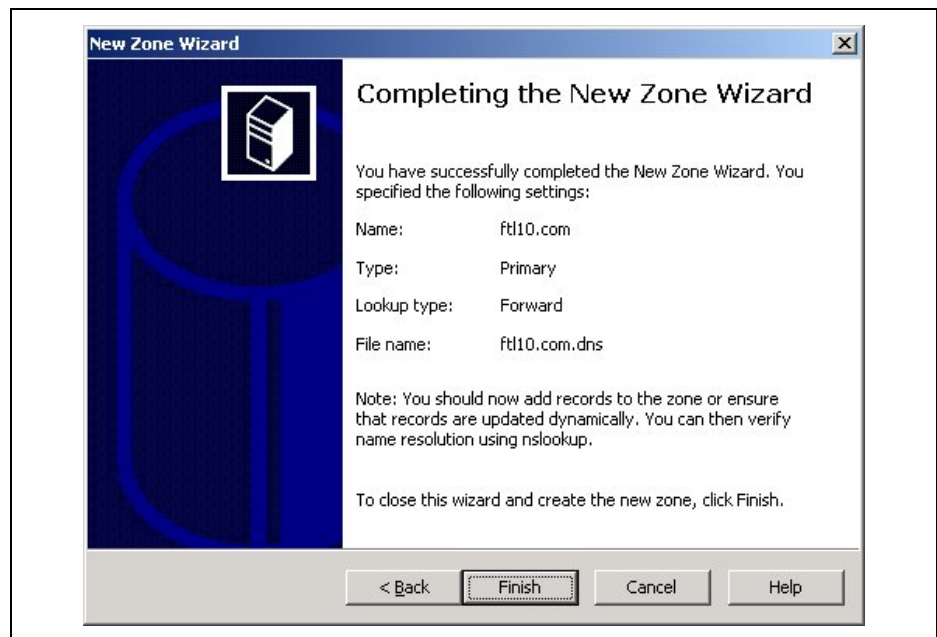 New Zone Wizard
Completing the New Zone Wizard
You have successfully completed the New Zone Wizard. You
specified the following settings:
Name: ftl10.com
Type: Primary
Lookup type: Forward
File name: ftl10.com.dns
Note: You should now add records to the zone or ensure
that records are updated dynamically. You can then verify
name resolution using nslookup.
To close this wizard and create the new zone, click Finish.
< Back Finish Cancel Help